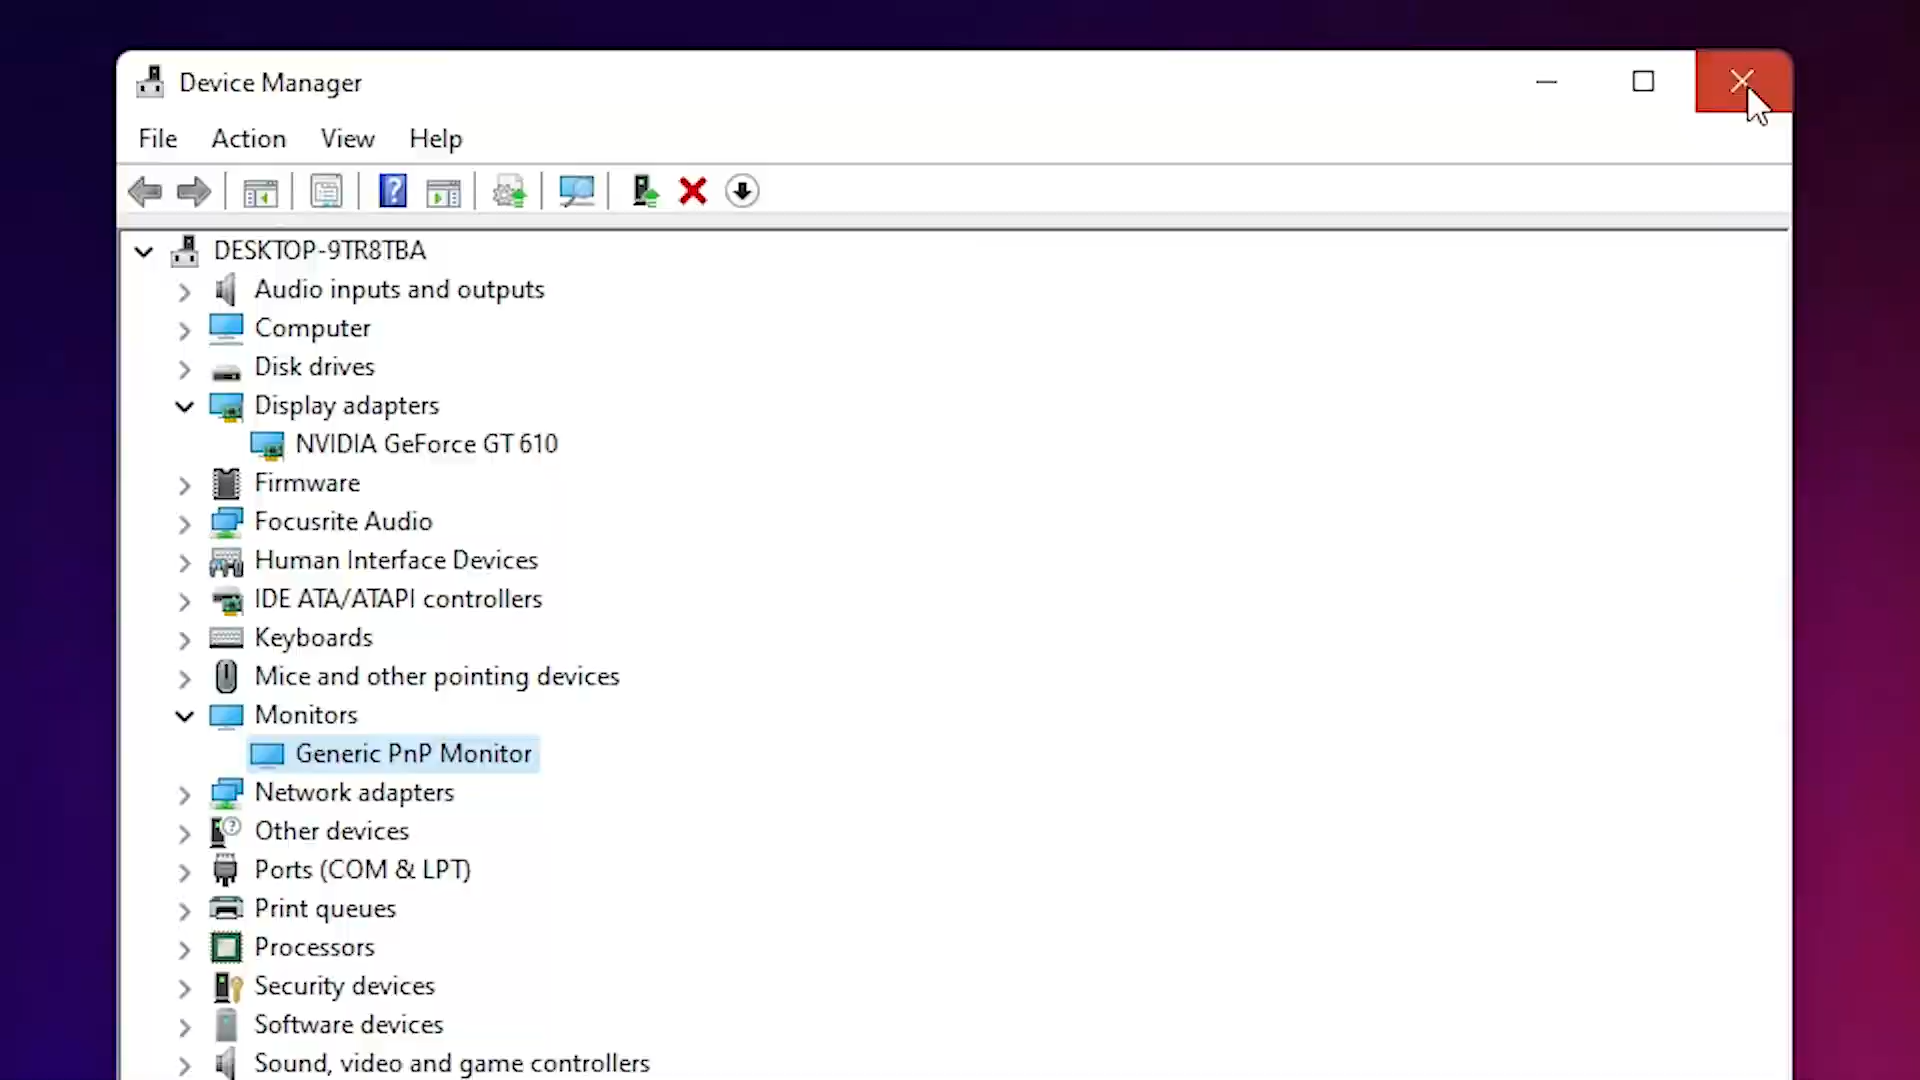 Device Manager
File Action View Help
DESKTOP-9TR8TBA
Audio inputs and outputs
Computer
Disk drives
Display adapters
NVIDIA GeForce GT 610
Firmware
Focusrite Audio
Human Interface Devices
IDE ATA/ATAPI controllers
Keyboards
Mice and other pointing devices
Monitors
Generic PnP Monitor
Network adapters
Other devices
Ports (COM & LPT)
Print queues
Processors
Security devices
Software devices
Sound, video and game controllers